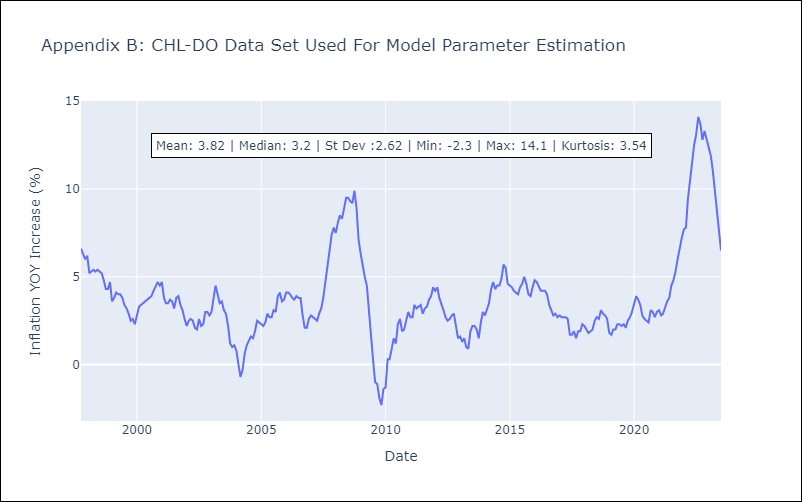 Appendix B: CHL-DO Data Set Used For Model Parameter Estimation
Mean: 3.82 | Median: 3.2 | St Dev :2.62 | Min: -2.3 | Max: 14.1 | Kurtosis: 3.54
Inflation YOY Increase (%)
15
10
5
0
2000
2005
2010
2015
2020
Date